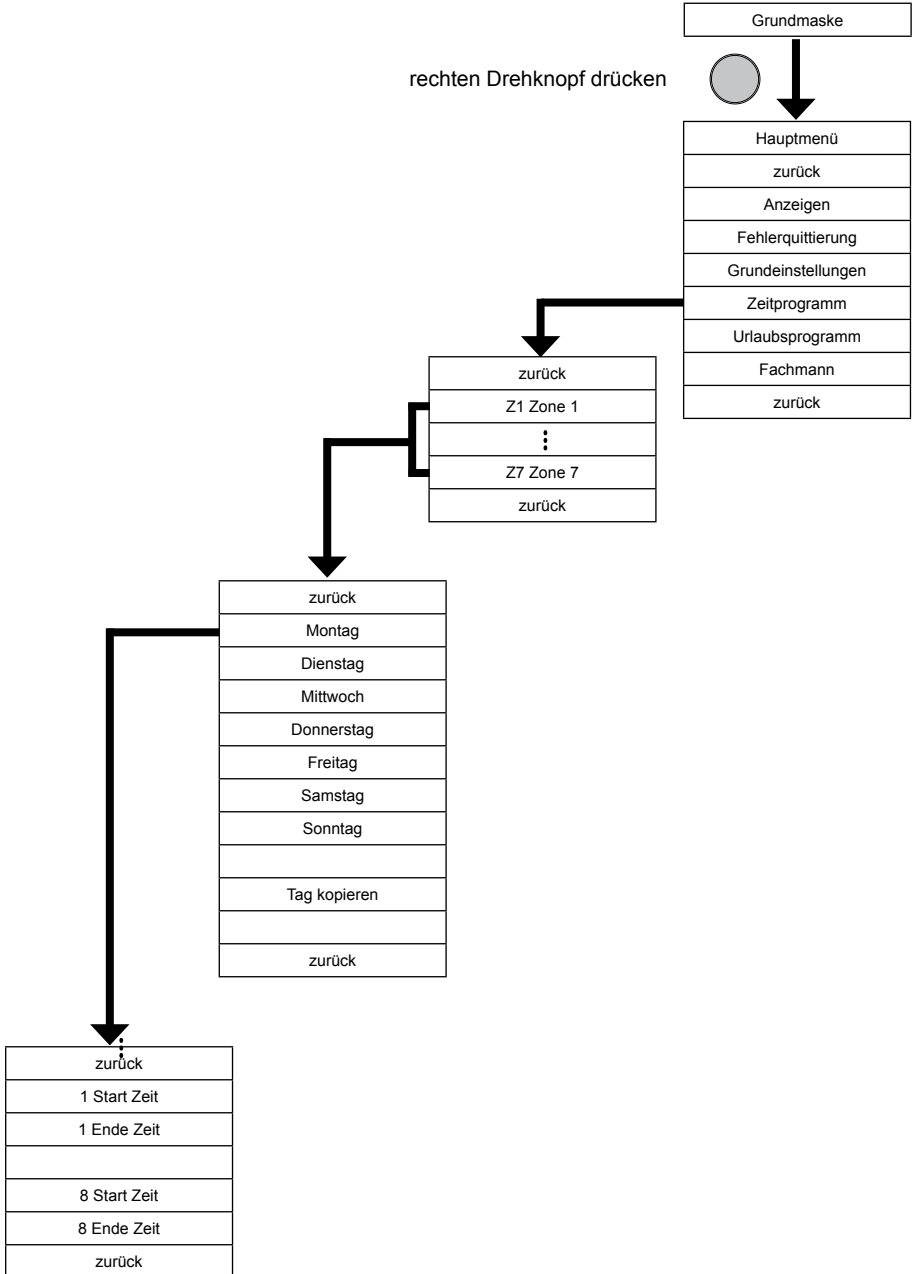 Grundmaske
rechten Drehknopf drücken
Hauptmenü
zurück
Anzeigen
Fehlerquittierung
Grundeinstellungen
Zeitprogramm
Urlaubsprogramm
Fachmann
zurück
zurück
Z1 Zone 1
Z7 Zone 7
zurück
zurück
Montag
Dienstag
Mittwoch
Donnerstag
Freitag
Samstag
Sonntag
Tag kopieren
zurück
zurück
1 Start Zeit
1 Ende Zeit
8 Start Zeit
8 Ende Zeit
zurück